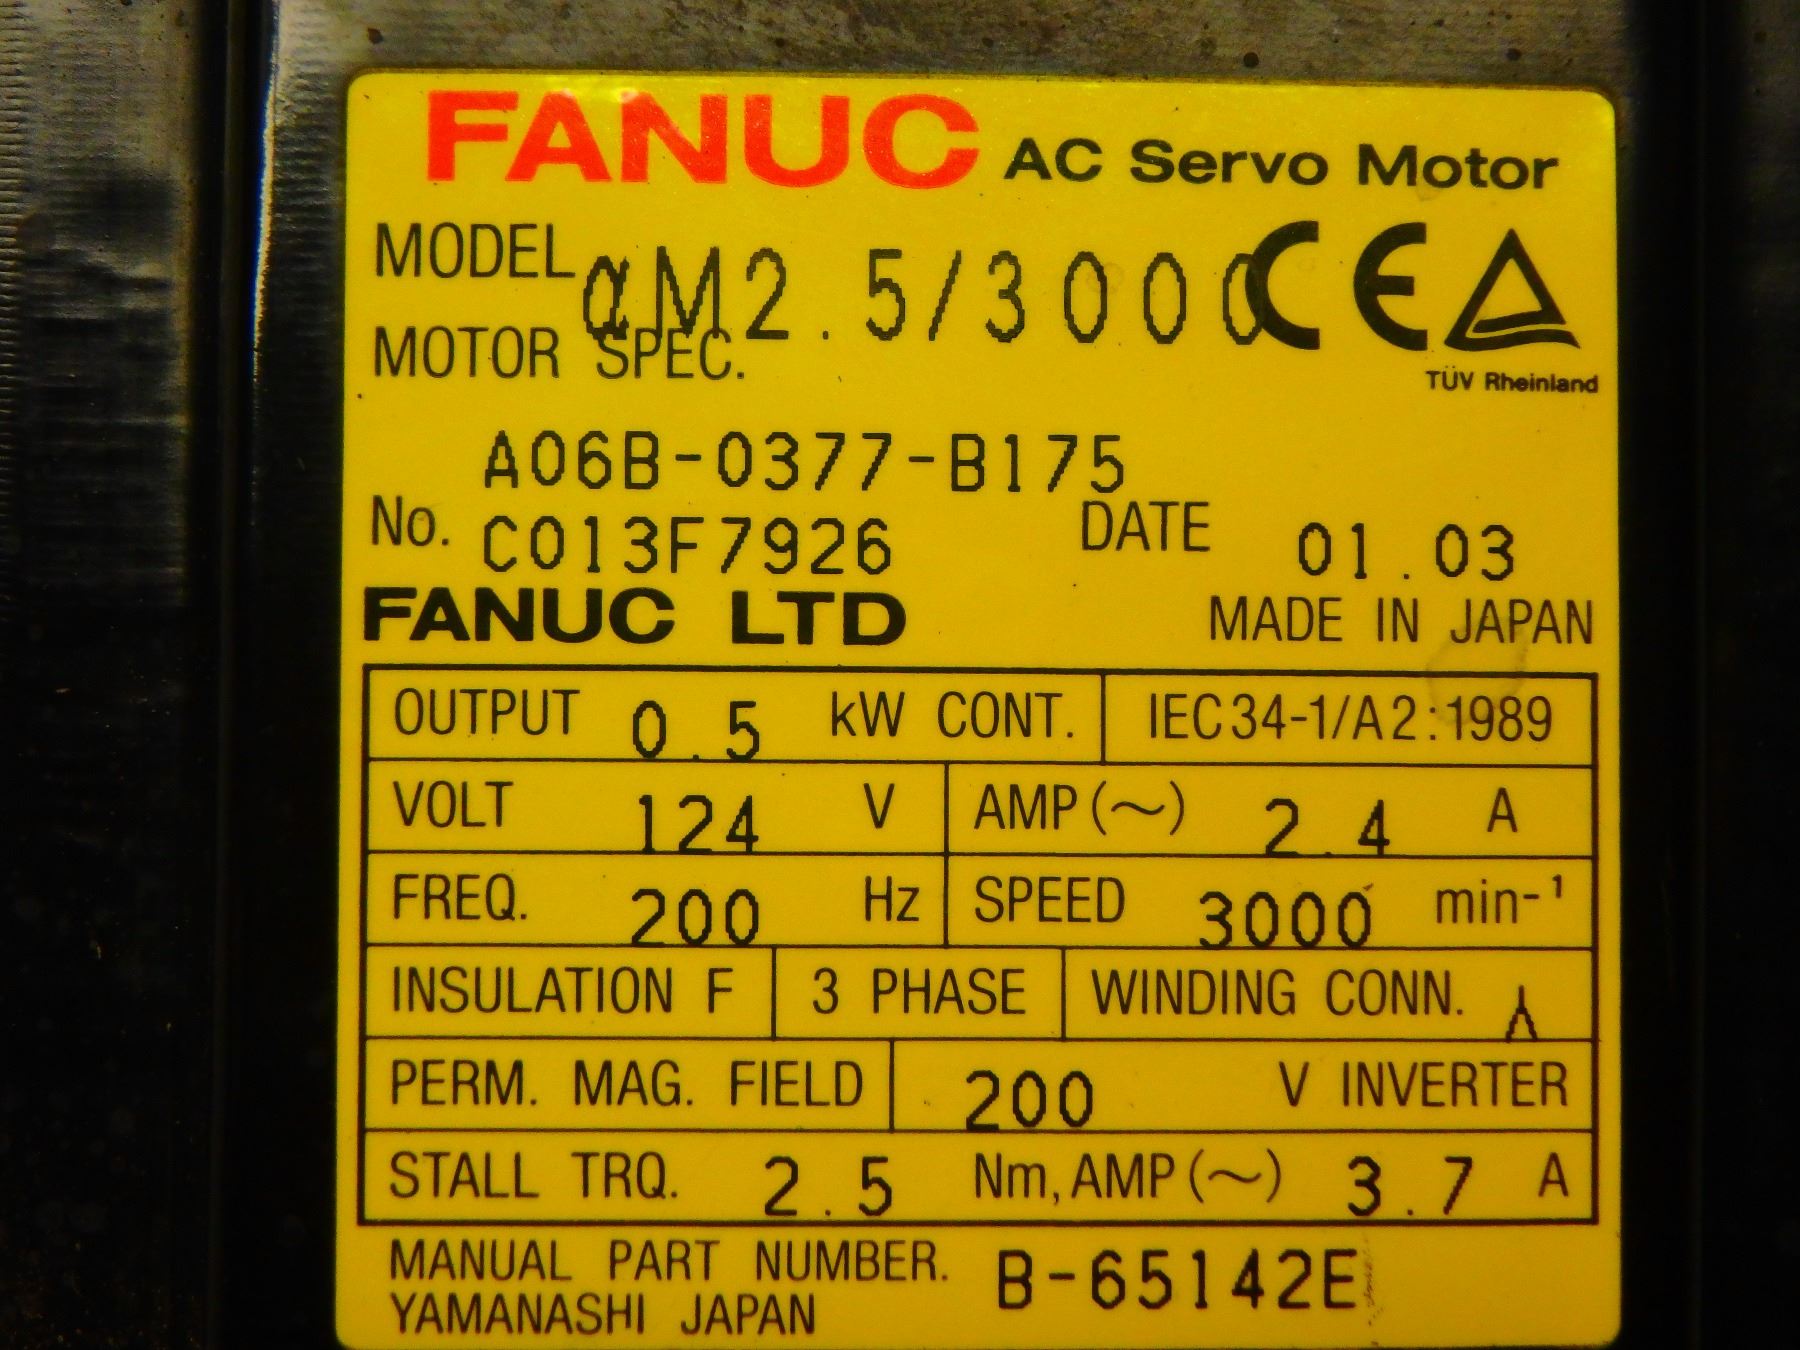 FANUC AC Servo Motor
MODEL αM2.5/3000 CE
TÜV Rheinland
MOTOR SPEC.
A06B-0377-B175
No. C013F7926 DATE 01.03
FANUC LTD MADE IN JAPAN
OUTPUT 0.5 kW CONT. IEC34-1/A2:1989
VOLT 124 V AMP(~) 2.4 A
FREQ. 200 Hz SPEED 3000 min-¹
INSULATION F 3 PHASE WINDING CONN. ⅄
PERM. MAG. FIELD 200 V INVERTER
STALL TRQ. 2.5 Nm, AMP(~) 3.7 A
MANUAL PART NUMBER. B-65142E
YAMANASHI JAPAN